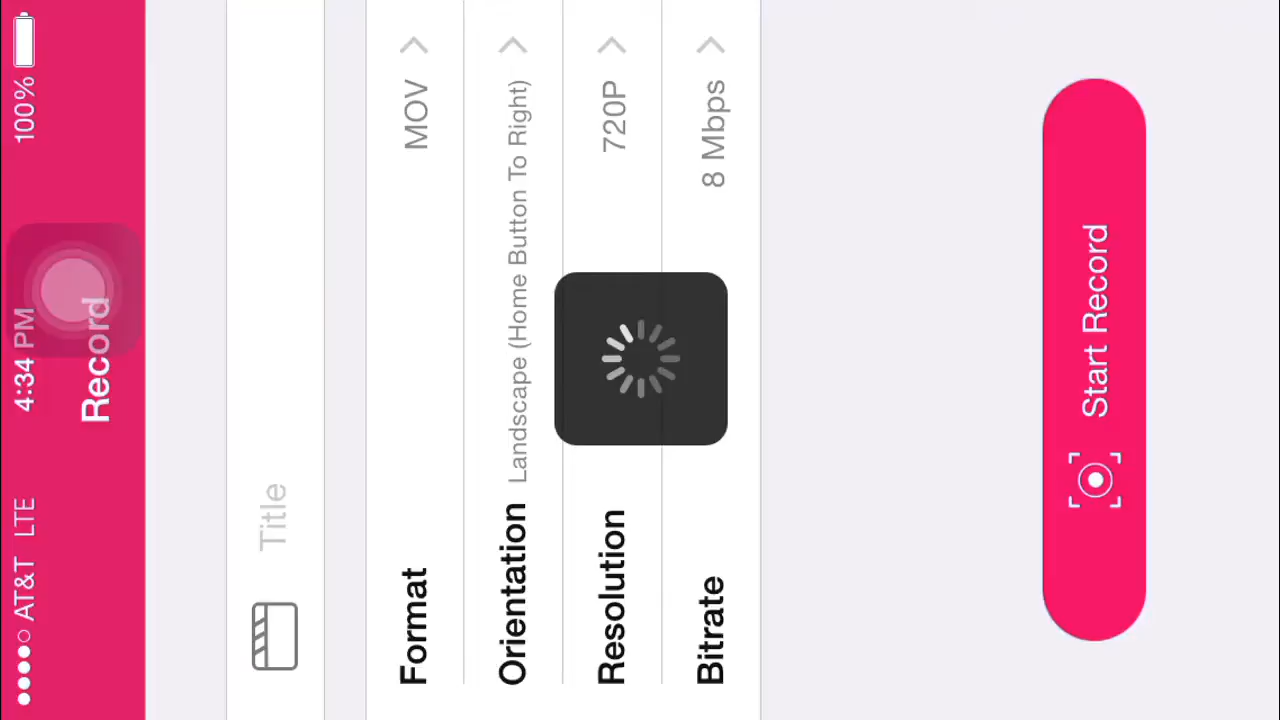 ●●●●○ AT&T LTE 4:34 PM 100%
Record
Title
Format MOV
Orientation Landscape (Home Button To Right)
Resolution 720P
Bitrate 8 Mbps
Start Record